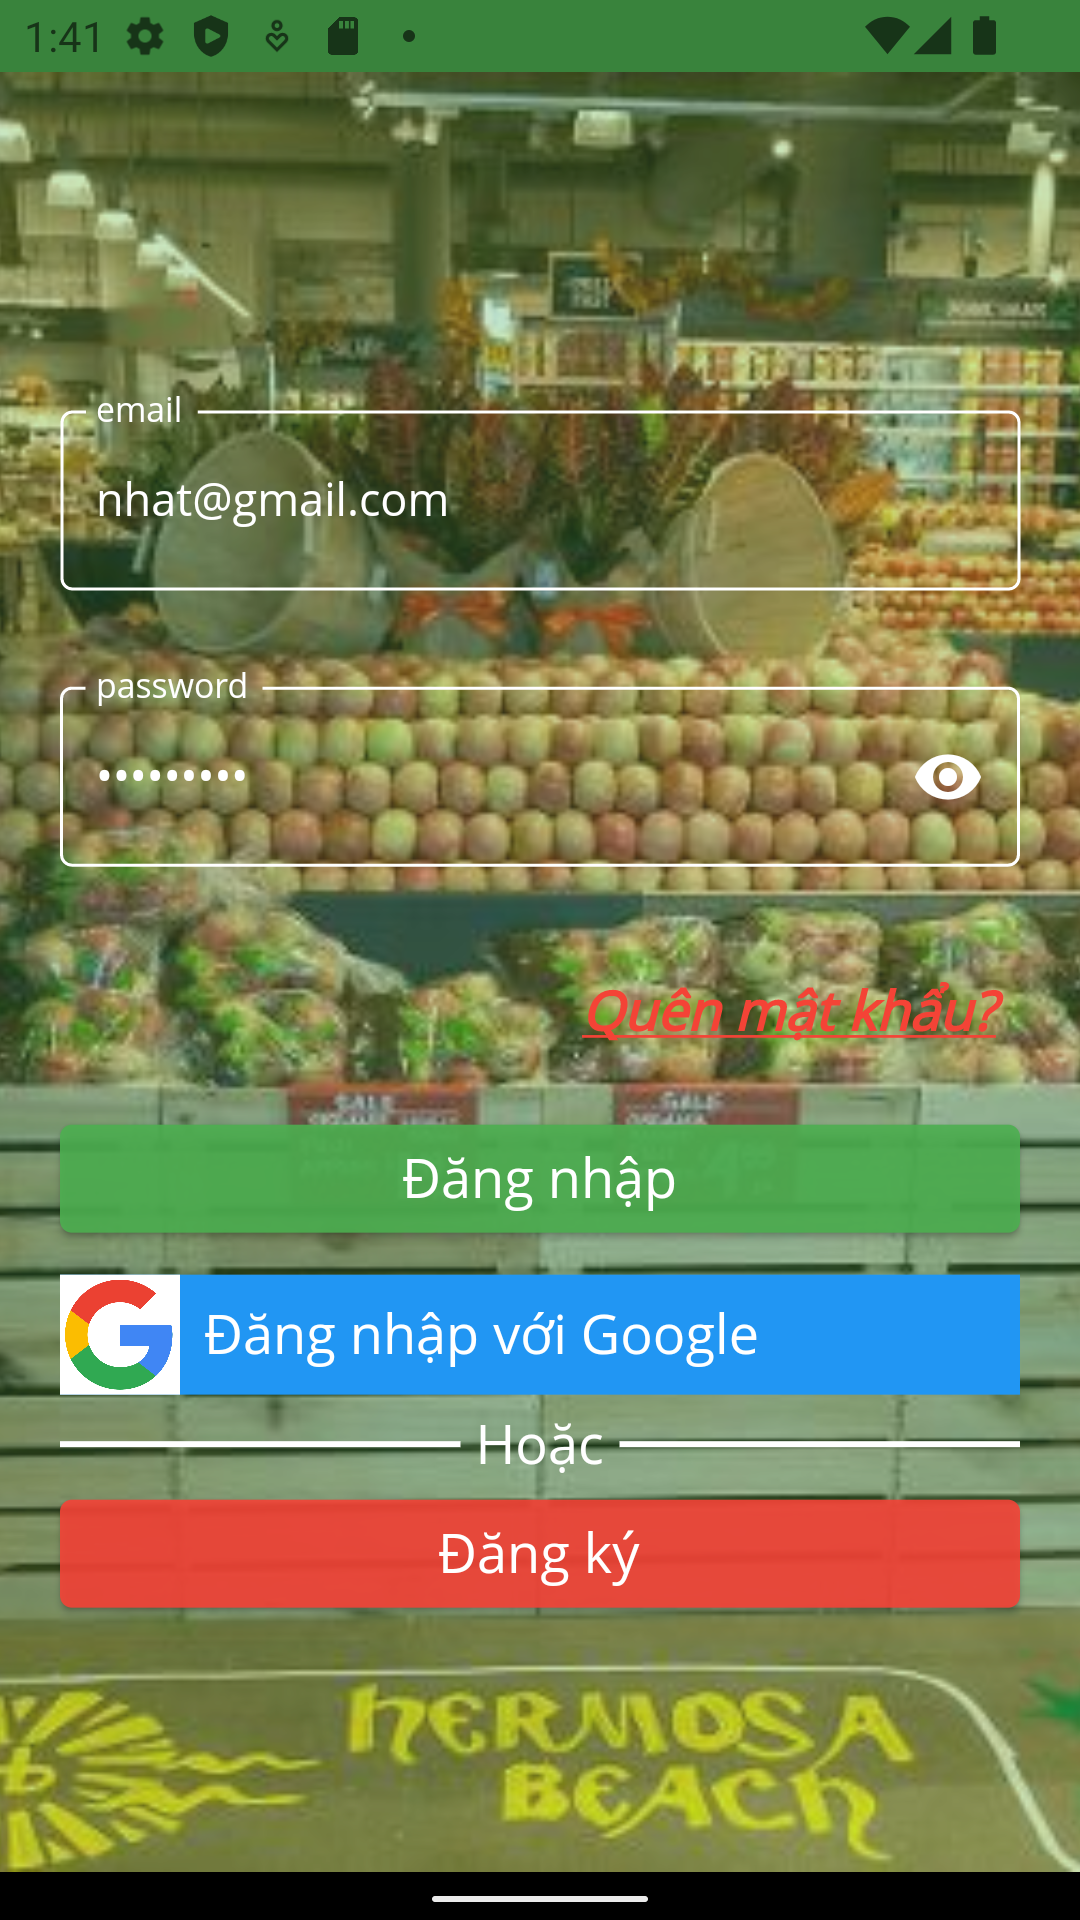 1:41
email
nhat@gmail.com
password
•••••••••
Quên mật khẩu?
Đăng nhập
Đăng nhập với Google
Hoặc
Đăng ký
HERMOSA
BEACH